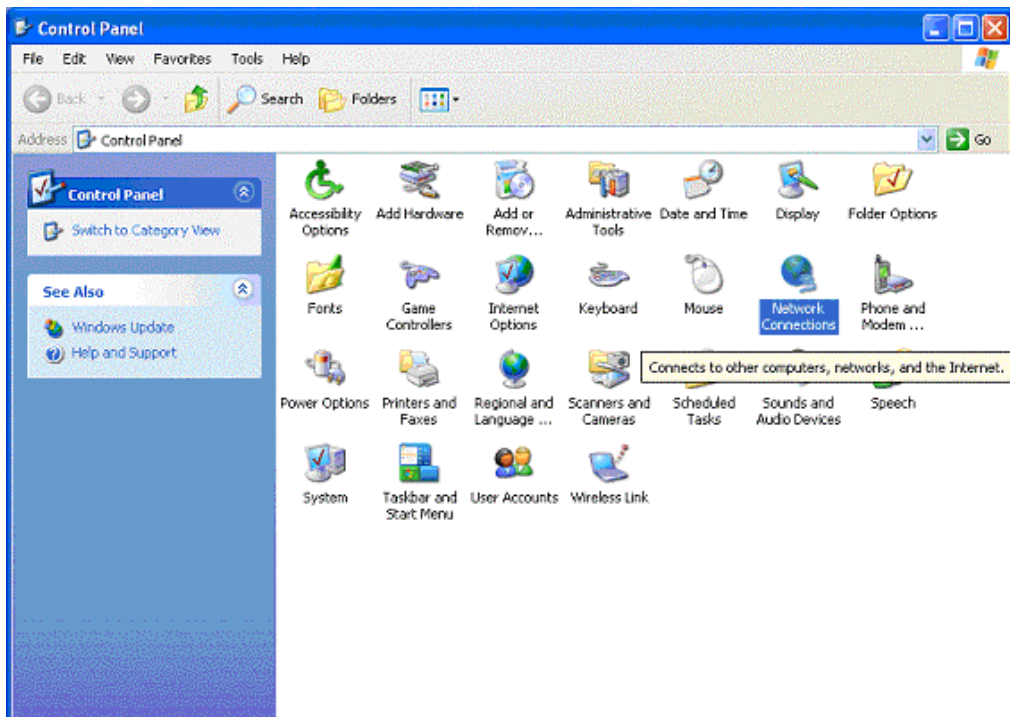 Control Panel
File Edit View Favorites Tools Help
Back Search Folders
Address Control Panel Go
Control Panel
Switch to Category View
See Also
Windows Update
Help and Support
Accessibility Options
Add Hardware
Add or Remov...
Administrative Tools
Date and Time
Display
Folder Options
Fonts
Game Controllers
Internet Options
Keyboard
Mouse
Network Connections
Phone and Modem ...
Connects to other computers, networks, and the Internet.
Power Options
Printers and Faxes
Regional and Language ...
Scanners and Cameras
Scheduled Tasks
Sounds and Audio Devices
Speech
System
Taskbar and Start Menu
User Accounts
Wireless Link